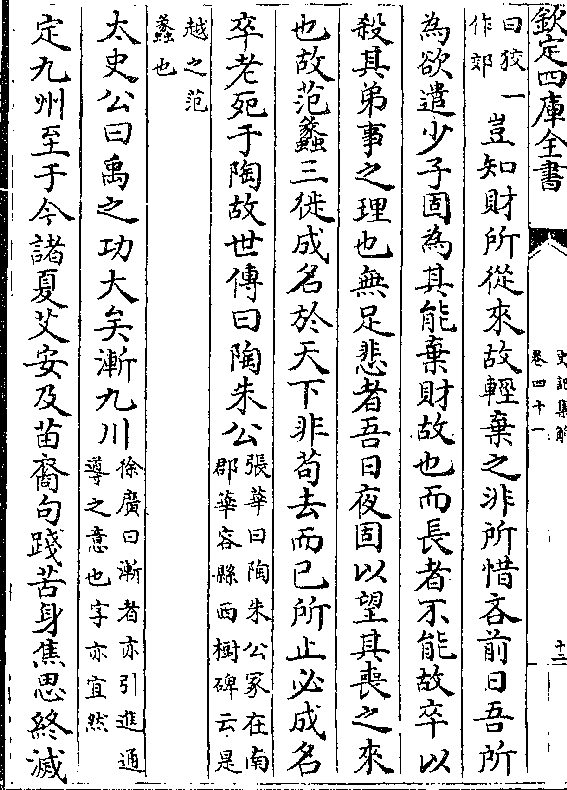 欽定四庫全書
史記集解
卷四十一
十二
曰狡一
作郊
豈知財所從來故輕棄之非所惜吝前日吾所
為欲遣少子固為其能棄財故也而長者不能故卒以
殺其弟事之理也無足悲者吾日夜固以望其喪之來
也故范蠡三徙成名於天下非苟去而已所止必成名
卒老死于陶故世傳曰陶朱公
張華曰陶朱公冢在南
郡華容縣西樹碑云是
越之范
蠡也
太史公曰禹之功大矣漸九川
徐廣曰漸者亦引進通
導之意也字亦宜然
定九州至于今諸夏艾安及苗裔句踐苦身焦思終滅